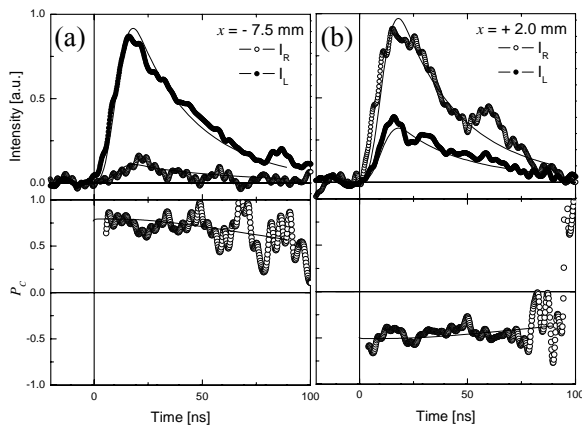 (a)
x = - 7.5 mm
I_R
I_L
(b)
x = + 2.0 mm
I_R
I_L
Intensity [a.u.]
1.0
0.5
0.0
P_C
1.0
0.5
0.0
-0.5
-1.0
0 50 100
0 50 100
Time [ns]
Time [ns]